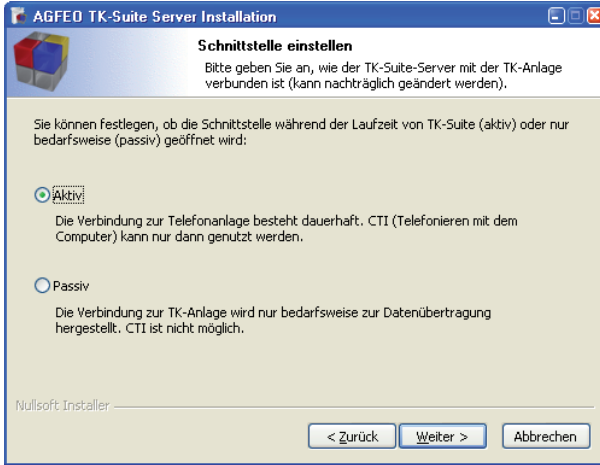 AGFEO TK-Suite Server Installation
Schnittstelle einstellen
Bitte geben Sie an, wie der TK-Suite-Server mit der TK-Anlage
verbunden ist (kann nachträglich geändert werden).
Sie können festlegen, ob die Schnittstelle während der Laufzeit von TK-Suite (aktiv) oder nur
bedarfsweise (passiv) geöffnet wird:
Aktiv
Die Verbindung zur Telefonanlage besteht dauerhaft. CTI (Telefonieren mit dem
Computer) kann nur dann genutzt werden.
Passiv
Die Verbindung zur TK-Anlage wird nur bedarfsweise zur Datenübertragung
hergestellt. CTI ist nicht möglich.
Nullsoft Installer
< Zurück Weiter > Abbrechen